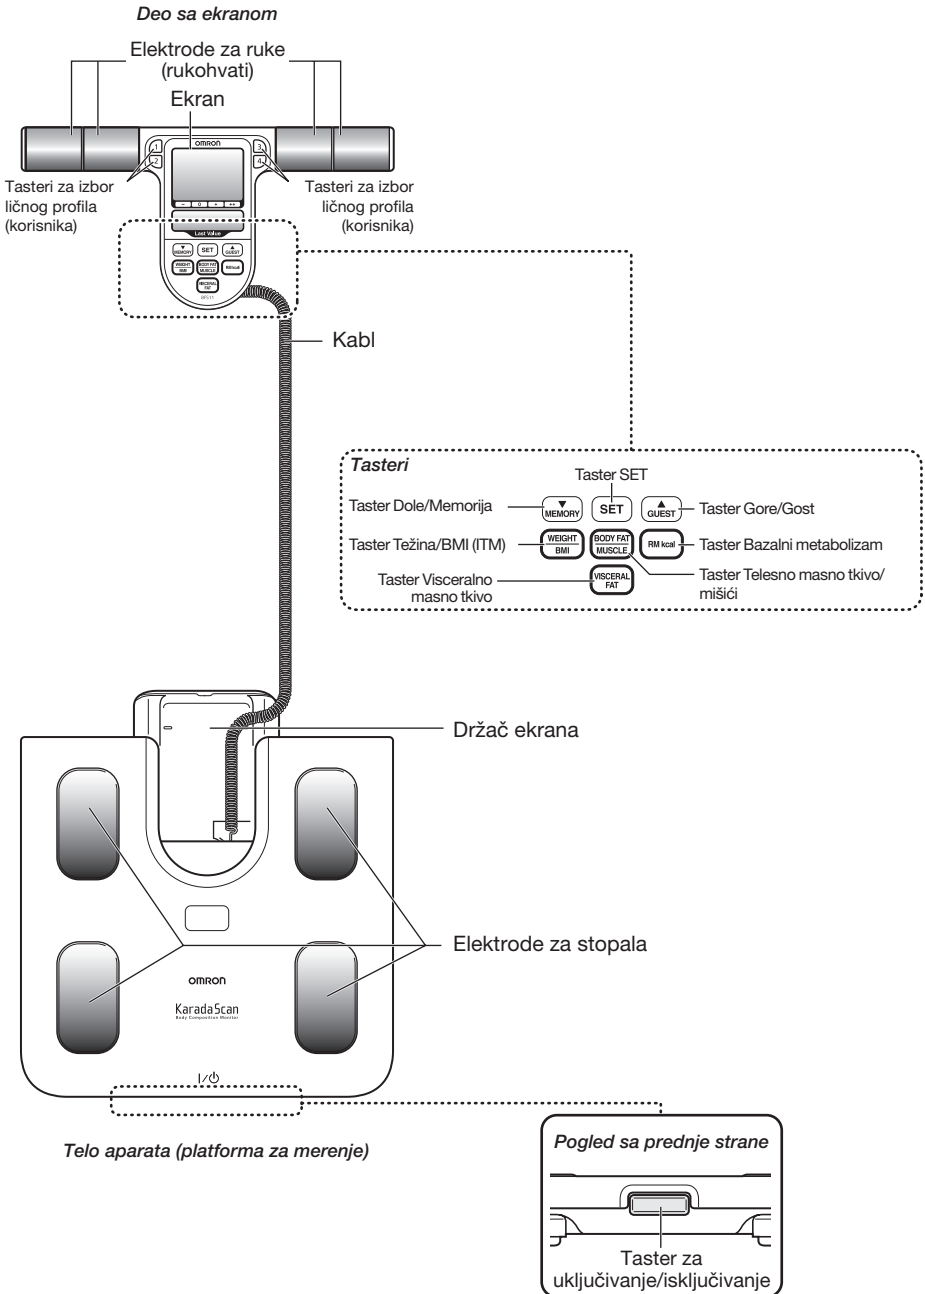 Deo sa ekranom
Elektrode za ruke
(rukohvati)
Ekran
OMRON
1
2
3
4
Tasteri za izbor
ličnog profila
(korisnika)
Tasteri za izbor
ličnog profila
(korisnika)
− 0 + ++
Last Value
MEMORY SET GUEST
WEIGHT
BMI
BODY FAT
MUSCLE
RM kcal
VISCERAL
FAT
BF511
Kabl
Tasteri
Taster SET
Taster Dole/Memorija
▼
MEMORY
SET
▲
GUEST
Taster Gore/Gost
Taster Težina/BMI (ITM)
WEIGHT
BMI
BODY FAT
MUSCLE
RM kcal
Taster Bazalni metabolizam
Taster Visceralno
masno tkivo
VISCERAL
FAT
Taster Telesno masno tkivo/
mišići
Držač ekrana
Elektrode za stopala
OMRON
KaradaScan
Body Composition Monitor
Telo aparata (platforma za merenje)
Pogled sa prednje strane
Taster za
uključivanje/isključivanje